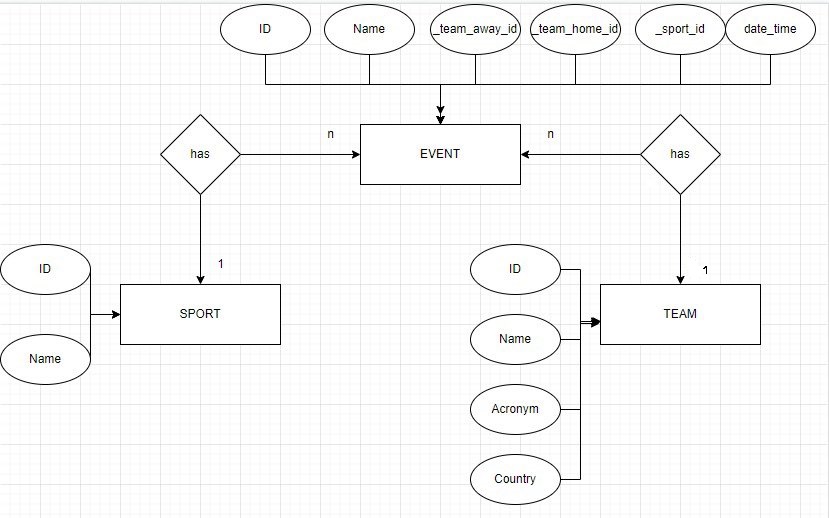 ID
Name
_team_away_id
_team_home_id
_sport_id
date_time
has
n
EVENT
n
has
1
1
ID
SPORT
Name
ID
TEAM
Name
Acronym
Country